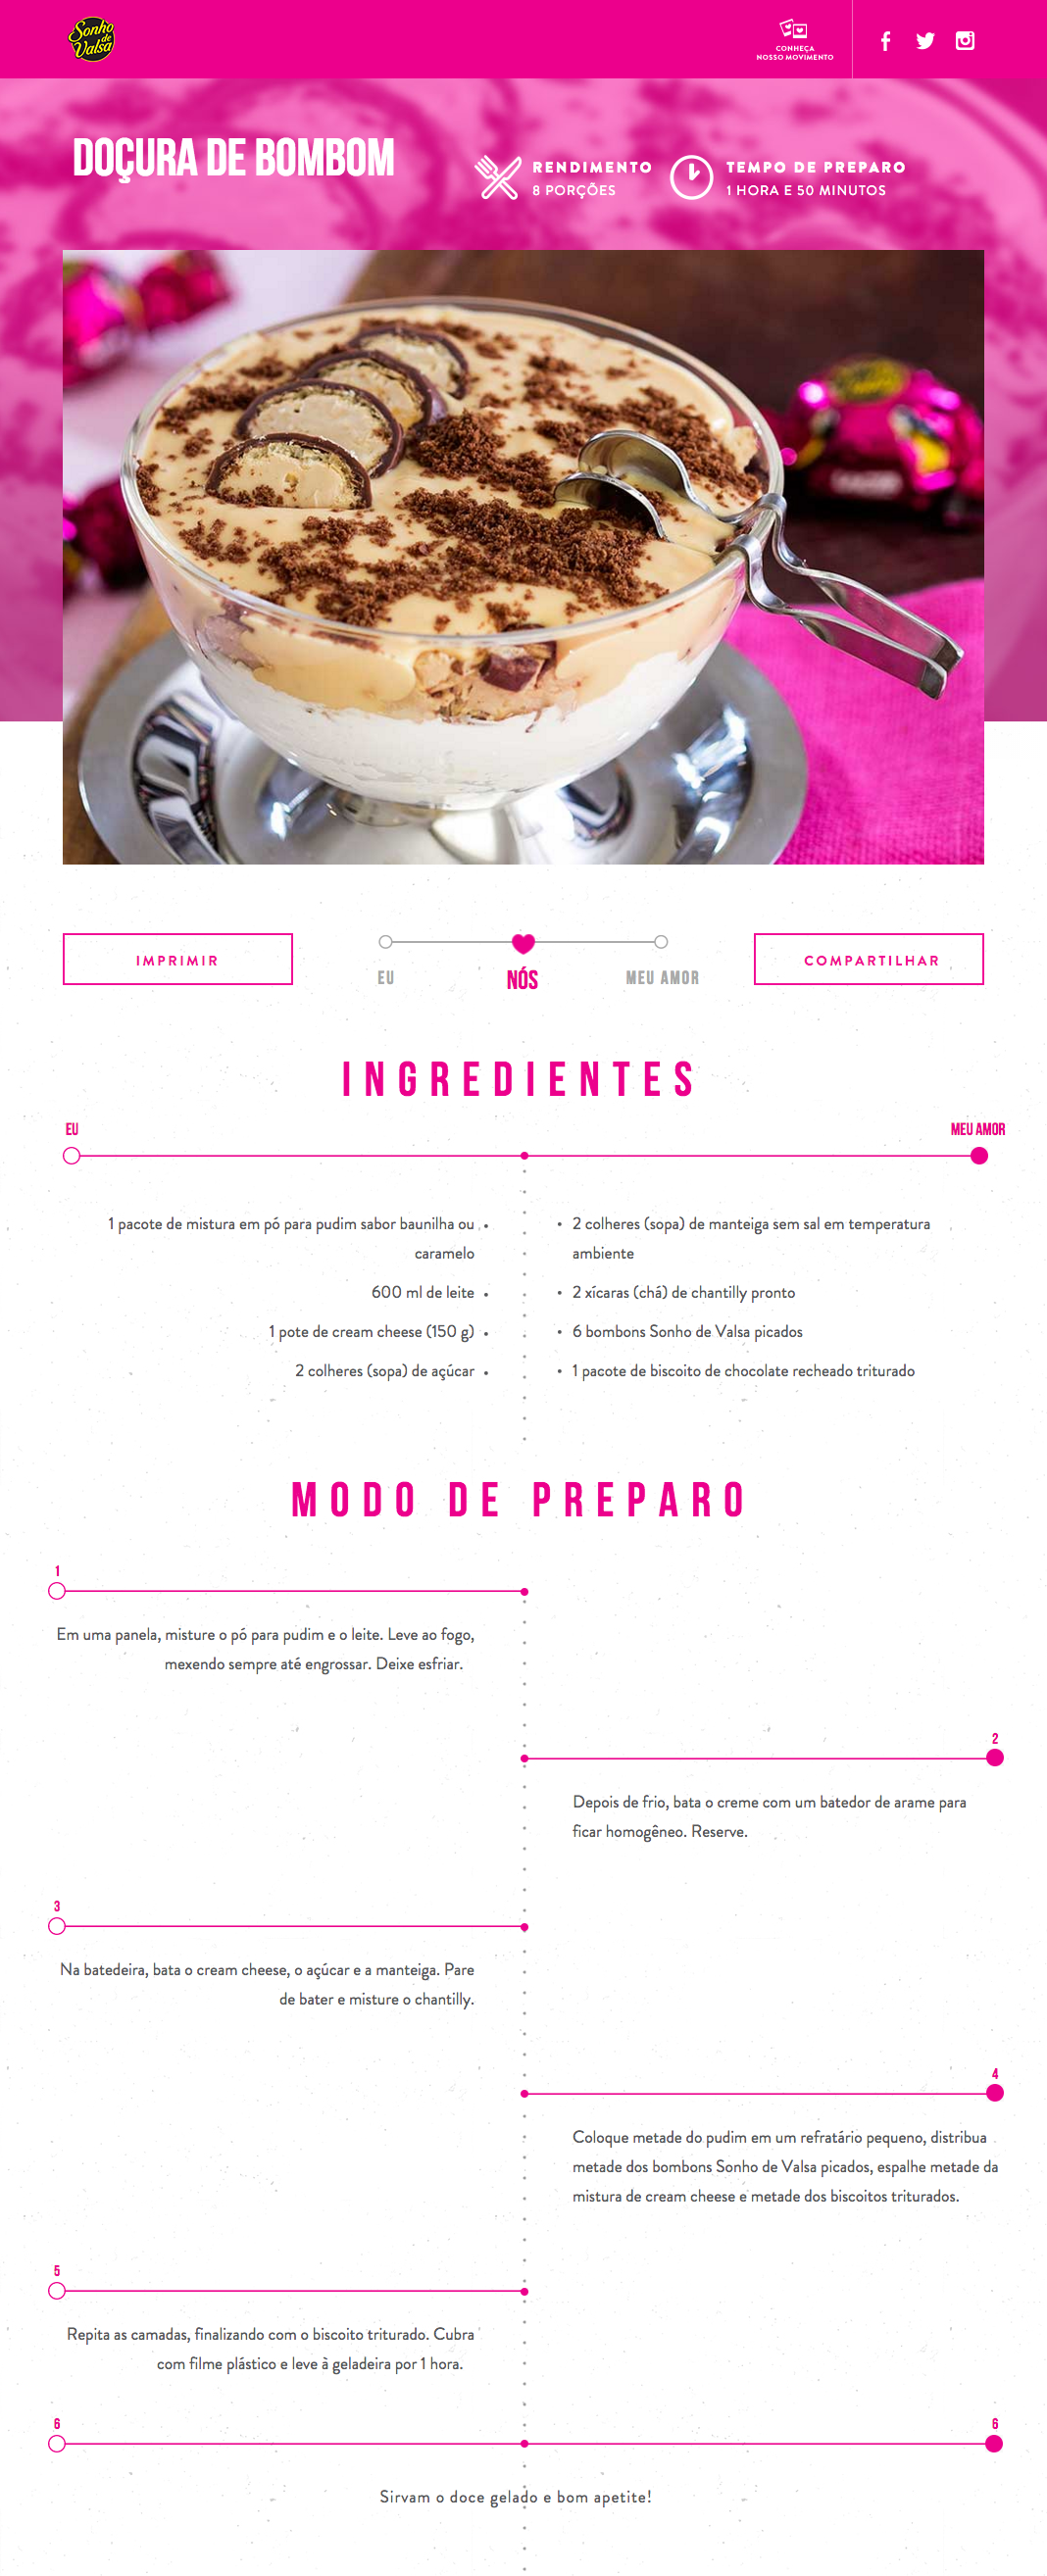 Sonho
de
Valsa
CONHEÇA
NOSSO MOVIMENTO
DOÇURA DE BOMBOM
RENDIMENTO
8 PORÇÕES
TEMPO DE PREPARO
1 HORA E 50 MINUTOS
IMPRIMIR
EU
NÓS
MEU AMOR
COMPARTILHAR
INGREDIENTES
EU
MEU AMOR
1 pacote de mistura em pó para pudim sabor baunilha ou
caramelo
600 ml de leite
1 pote de cream cheese (150 g)
2 colheres (sopa) de açúcar
2 colheres (sopa) de manteiga sem sal em temperatura
ambiente
2 xícaras (chá) de chantilly pronto
6 bombons Sonho de Valsa picados
1 pacote de biscoito de chocolate recheado triturado
MODO DE PREPARO
1
Em uma panela, misture o pó para pudim e o leite. Leve ao fogo,
mexendo sempre até engrossar. Deixe esfriar.
2
Depois de frio, bata o creme com um batedor de arame para
ficar homogêneo. Reserve.
3
Na batedeira, bata o cream cheese, o açúcar e a manteiga. Pare
de bater e misture o chantilly.
4
Coloque metade do pudim em um refratário pequeno, distribua
metade dos bombons Sonho de Valsa picados, espalhe metade da
mistura de cream cheese e metade dos biscoitos triturados.
5
Repita as camadas, finalizando com o biscoito triturado. Cubra
com filme plástico e leve à geladeira por 1 hora.
6
6
Sirvam o doce gelado e bom apetite!